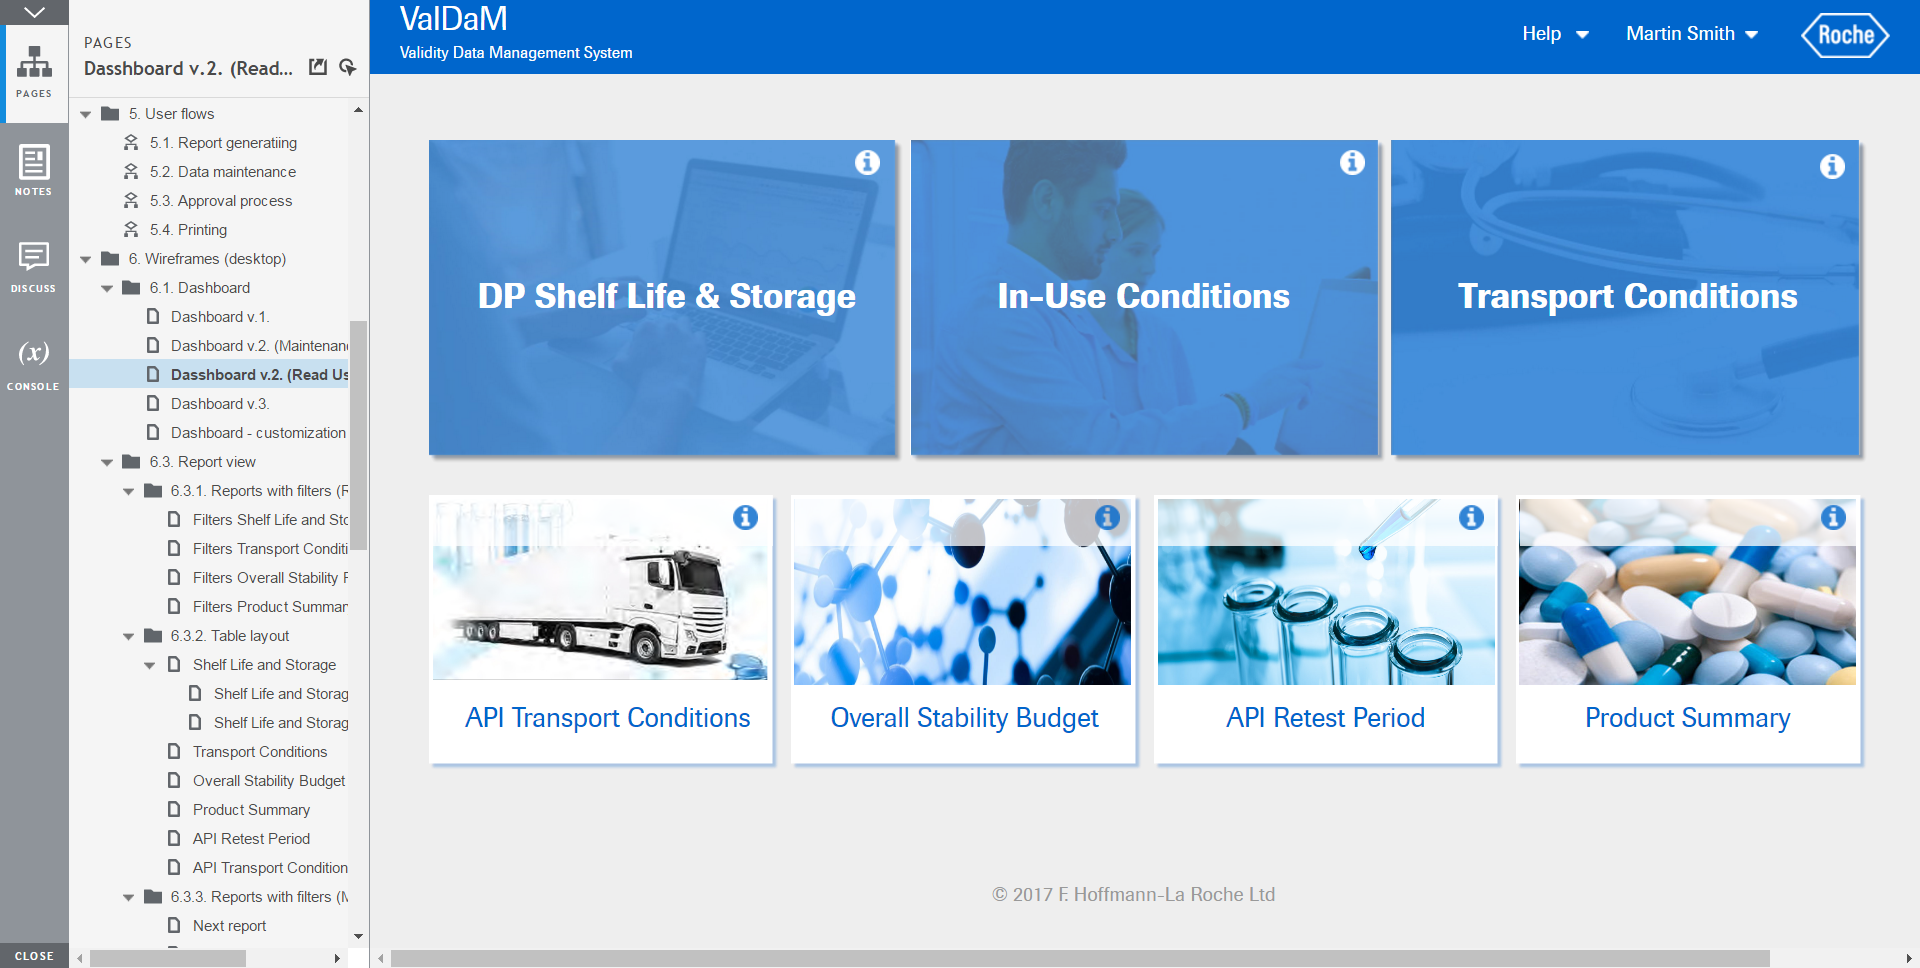 PAGES
NOTES
DISCUSS
(x)
CONSOLE
CLOSE
PAGES
Dasshboard v.2. (Read...
5. User flows
5.1. Report generatiing
5.2. Data maintenance
5.3. Approval process
5.4. Printing
6. Wireframes (desktop)
6.1. Dashboard
Dashboard v.1.
Dashboard v.2. (Maintenan
Dasshboard v.2. (Read Us
Dashboard v.3.
Dashboard - customization
6.3. Report view
6.3.1. Reports with filters (R
Filters Shelf Life and Sto
Filters Transport Conditi
Filters Overall Stability
Filters Product Summar
6.3.2. Table layout
Shelf Life and Storage
Shelf Life and Storag
Shelf Life and Storag
Transport Conditions
Overall Stability Budget
Product Summary
API Retest Period
API Transport Condition
6.3.3. Reports with filters (M
Next report
ValDaM
Validity Data Management System
Help
Martin Smith
Roche
DP Shelf Life & Storage
In-Use Conditions
Transport Conditions
API Transport Conditions
Overall Stability Budget
API Retest Period
Product Summary
© 2017 F. Hoffmann-La Roche Ltd